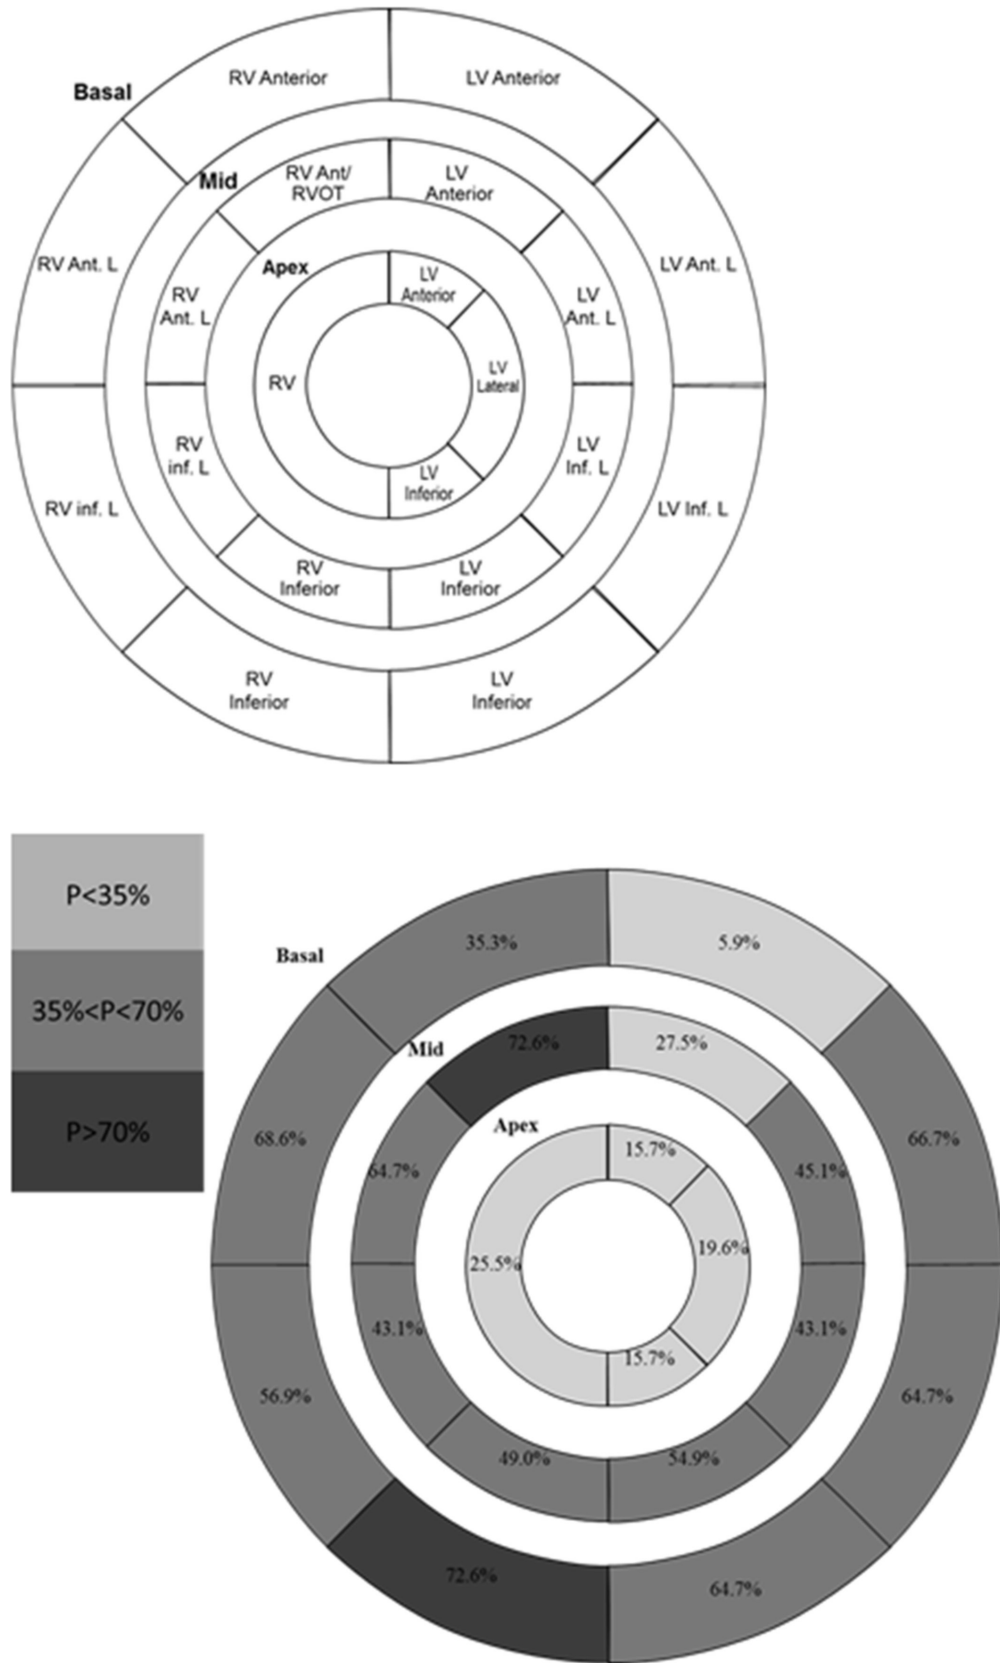 RV Anterior
LV Anterior
Basal
Mid
RV Ant/
RVOT
LV
Anterior
RV Ant. L
LV Ant. L
Apex
LV
Anterior
RV
Ant. L
LV
Ant. L
RV
LV
Lateral
RV
inf. L
LV
Inf. L
LV
Inferior
RV inf. L
LV Inf. L
RV
Inferior
LV
Inferior
RV
Inferior
LV
Inferior
P<35%
35%<P<70%
P>70%
Basal
35.3%
5.9%
Mid
72.6%
27.5%
Apex
68.6%
66.7%
15.7%
64.7%
45.1%
25.5%
19.6%
43.1%
43.1%
15.7%
56.9%
64.7%
49.0%
54.9%
72.6%
64.7%